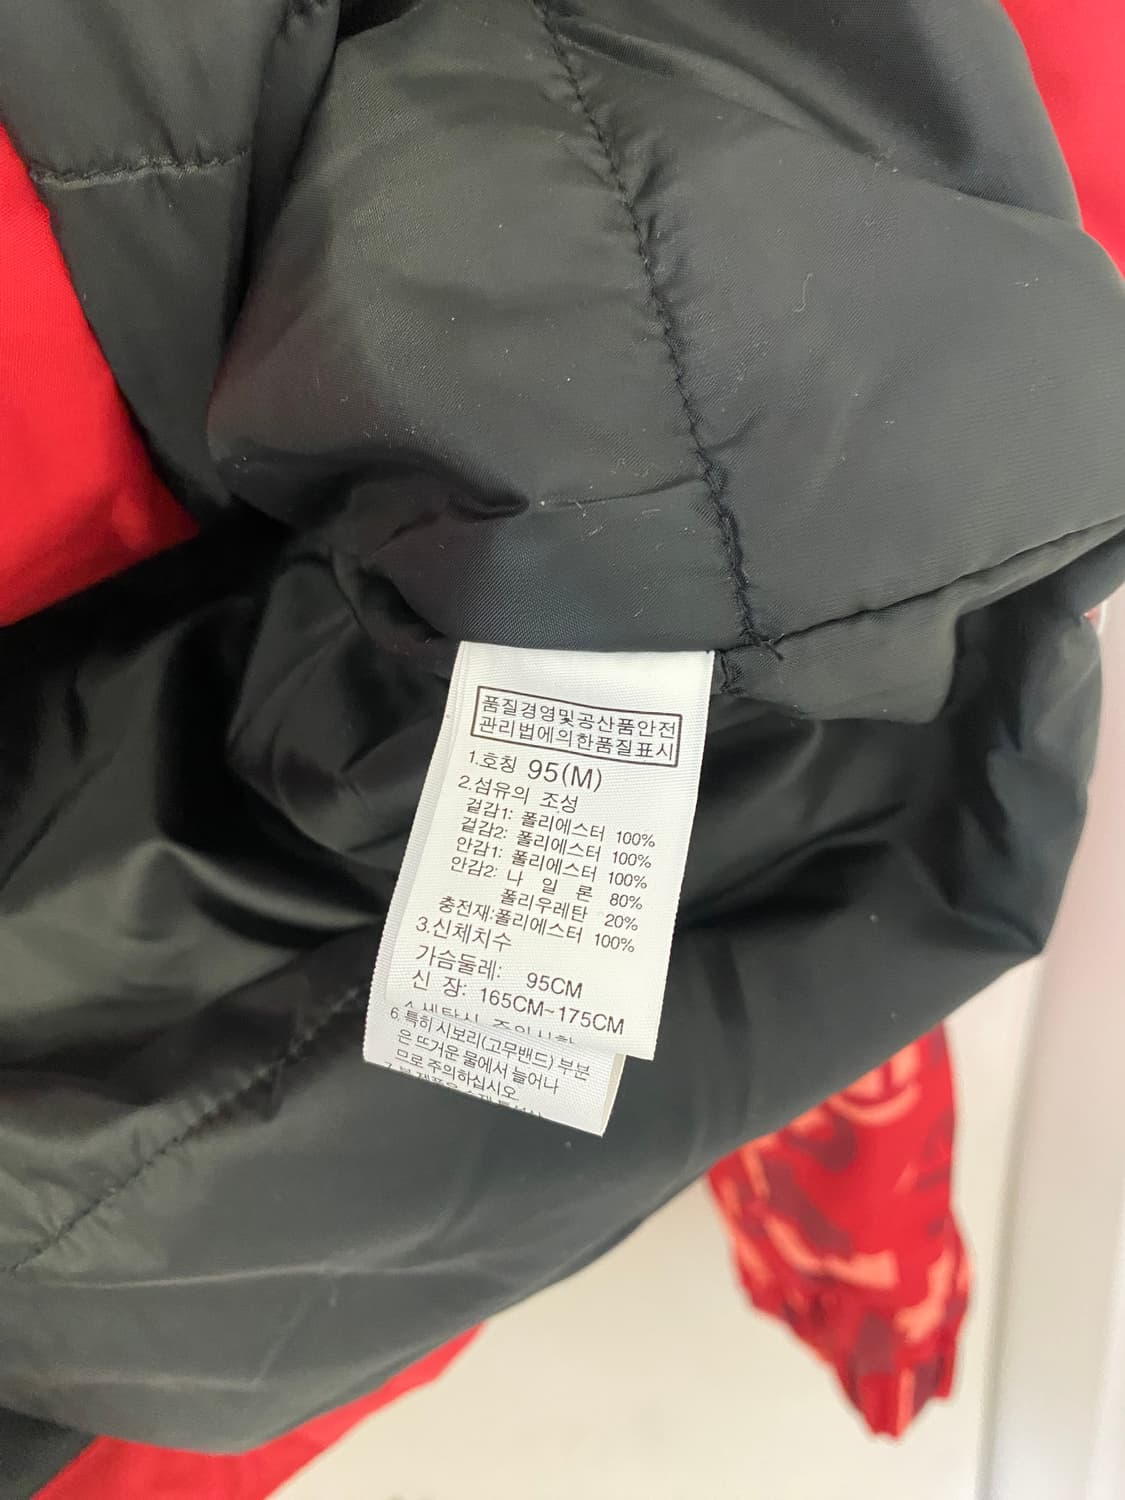 품질경영및공산품안전
관리법에의한품질표시
1.호칭 95(M)
2.섬유의 조성
겉감1: 폴리에스터 100%
겉감2: 폴리에스터 100%
안감1: 폴리에스터 100%
안감2: 나 일 론 80%
폴리우레탄 20%
충전재:폴리에스터 100%
3.신체치수
가슴둘레: 95CM
신 장: 165CM~175CM
6.특히 시보리(고무밴드) 부분
은 뜨거운 물에서 늘어나
므로 주의하십시오